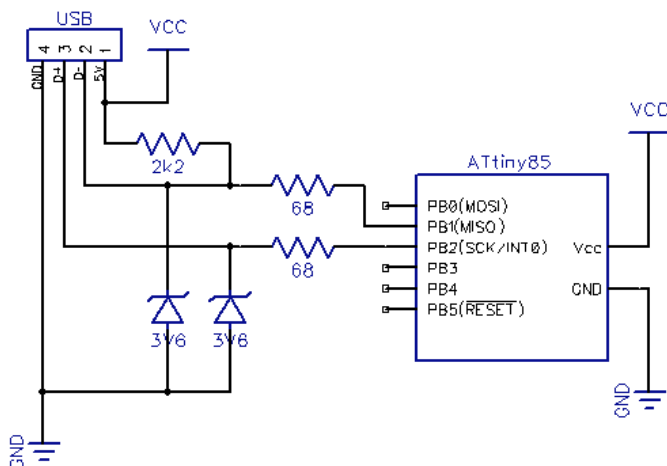 USB
4 3 2 1
GND D+ D- 5V
VCC
2k2
68
68
3V6 3V6
GND
VCC
ATtiny85
PB0(MOSI)
PB1(MISO)
PB2(SCK/INT0)
PB3
PB4
PB5(RESET)
Vcc
GND
GND